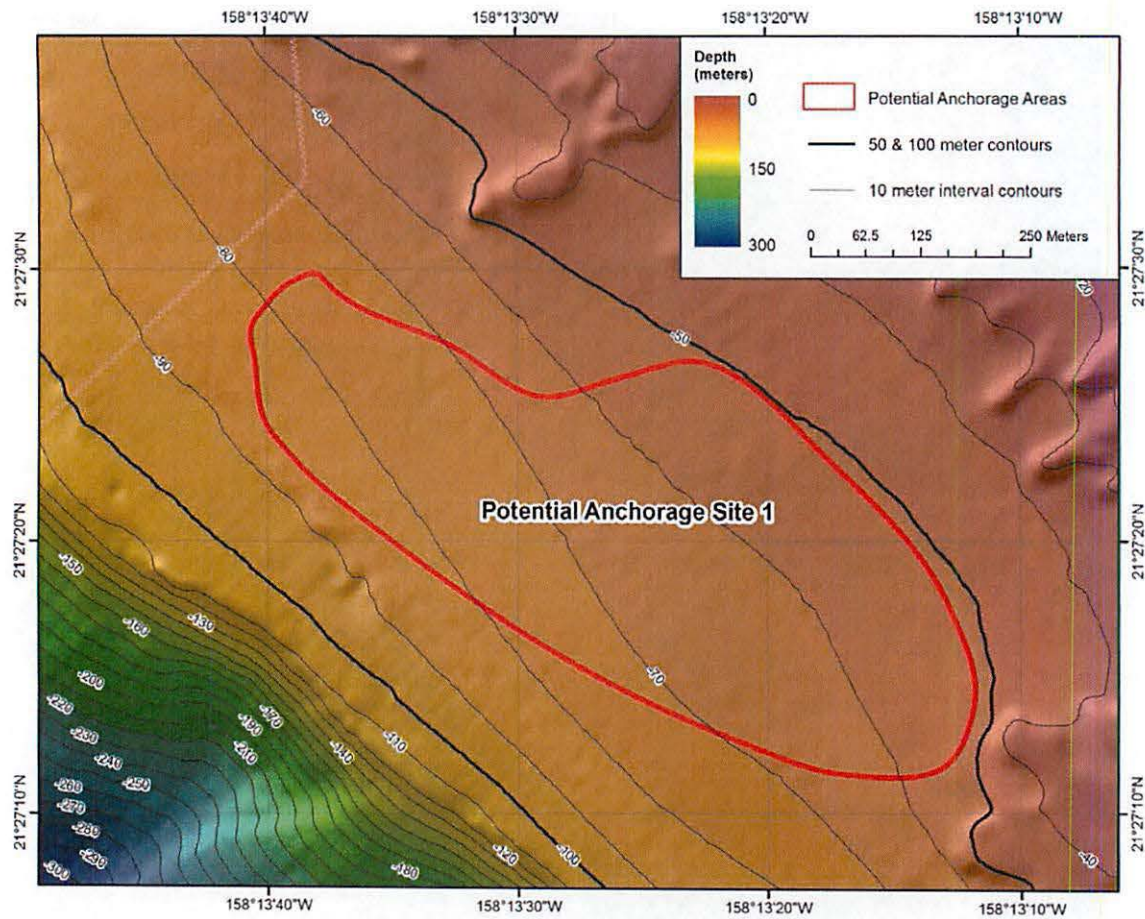 158°13'40"W 158°13'30"W 158°13'20"W 158°13'10"W
Depth
(meters)
0
150
300
Potential Anchorage Areas
50 & 100 meter contours
10 meter interval contours
0 62.5 125 250 Meters
-60
21°27'30"N
-80
21°27'30"N
-20
-50
-90
Potential Anchorage Site 1
21°27'20"N
21°27'20"N
-150
-160
-130
-70
-200
-220
-170
-190
-230
-210
-110
-140
-240
-250
-260
-270
21°27'10"N
21°27'10"N
-280
-290
-300
-120
-100
-180
-40
158°13'40"W 158°13'30"W 158°13'20"W 158°13'10"W